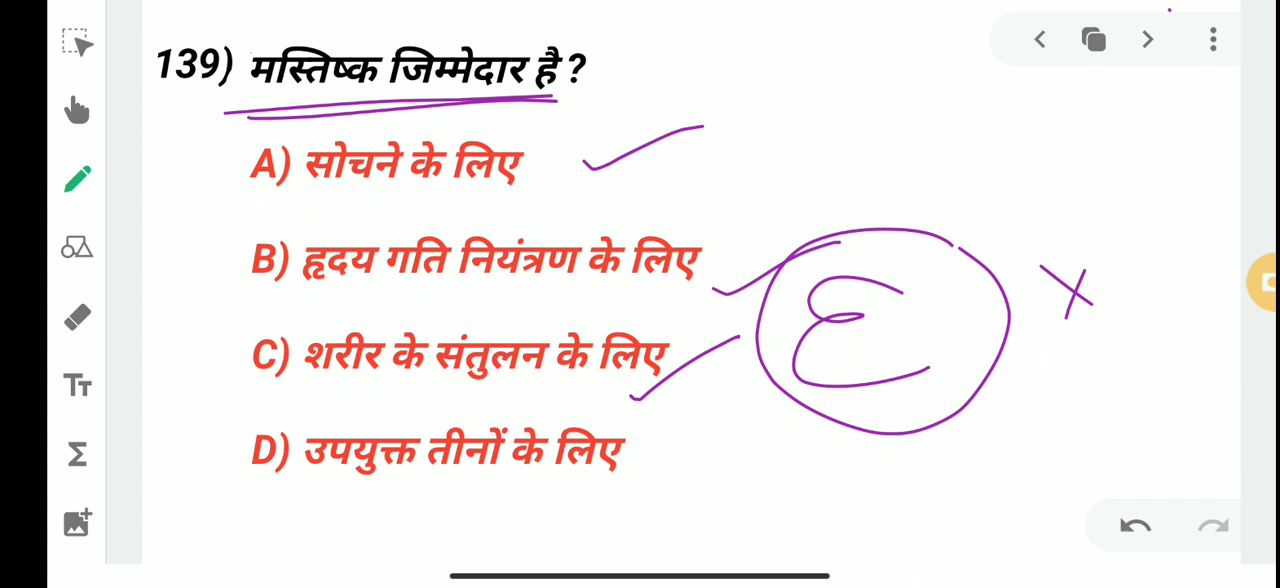 139) मस्तिष्क जिम्मेदार है ?
A) सोचने के लिए
B) हृदय गति नियंत्रण के लिए
C) शरीर के संतुलन के लिए
D) उपयुक्त तीनों के लिए
E